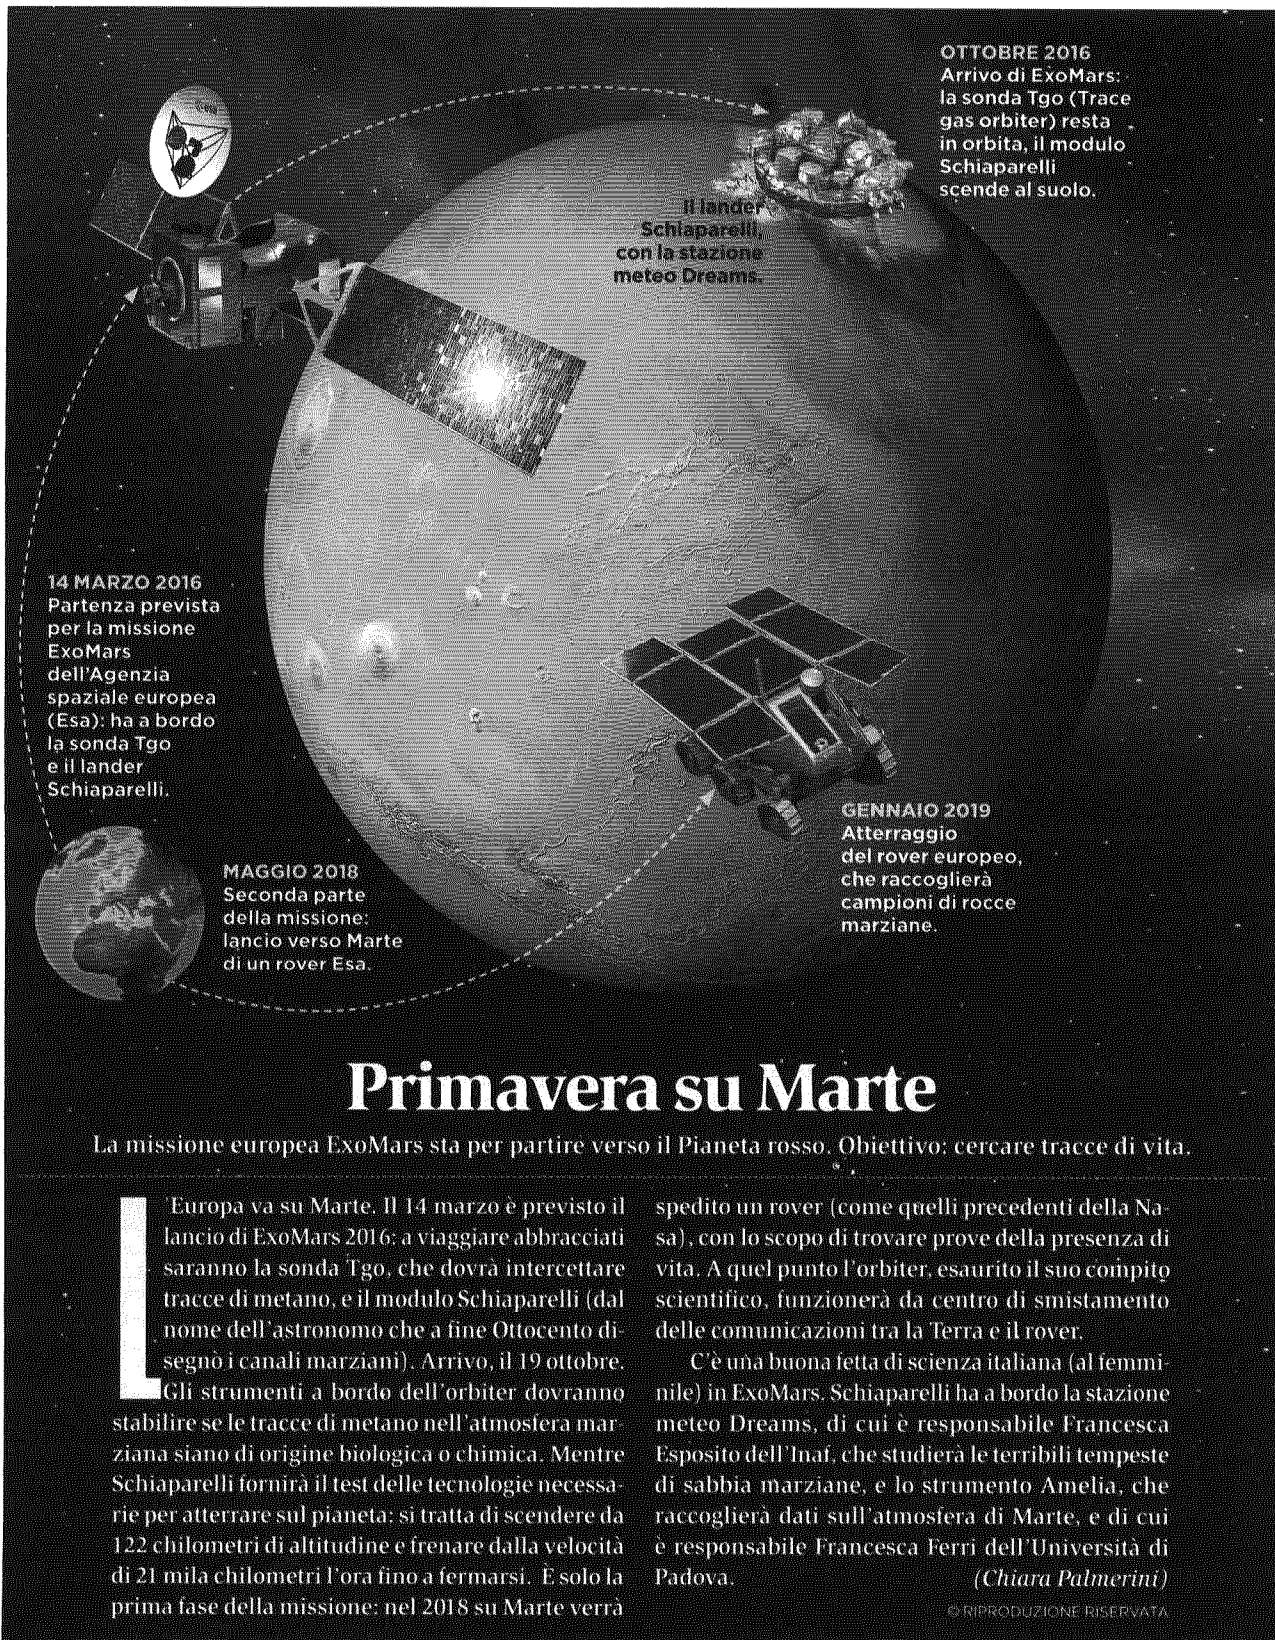 OTTOBRE 2016
Arrivo di ExoMars:
la sonda Tgo (Trace
gas orbiter) resta
in orbita, il modulo
Schiaparelli
scende al suolo.
Il lander
Schiaparelli,
con la stazione
meteo Dreams.
14 MARZO 2016
Partenza prevista
per la missione
ExoMars
dell'Agenzia
spaziale europea
(Esa): ha a bordo
la sonda Tgo
e il lander
Schiaparelli.
MAGGIO 2018
Seconda parte
della missione:
lancio verso Marte
di un rover Esa.
GENNAIO 2019
Atterraggio
del rover europeo,
che raccoglierà
campioni di rocce
marziane.
Primavera su Marte
La missione europea ExoMars sta per partire verso il Pianeta rosso. Obiettivo: cercare tracce di vita.
L'Europa va su Marte. Il 14 marzo è previsto il
lancio di ExoMars 2016: a viaggiare abbracciati
saranno la sonda Tgo, che dovrà intercettare
tracce di metano, e il modulo Schiaparelli (dal
nome dell'astronomo che a fine Ottocento di-
segnò i canali marziani). Arrivo, il 19 ottobre.
Gli strumenti a bordo dell'orbiter dovranno
stabilire se le tracce di metano nell'atmosfera mar-
ziana siano di origine biologica o chimica. Mentre
Schiaparelli fornirà il test delle tecnologie necessa-
rie per atterrare sul pianeta: si tratta di scendere da
122 chilometri di altitudine e frenare dalla velocità
di 21 mila chilometri l'ora fino a fermarsi. È solo la
prima fase della missione: nel 2018 su Marte verrà
spedito un rover (come quelli precedenti della Na-
sa), con lo scopo di trovare prove della presenza di
vita. A quel punto l'orbiter, esaurito il suo compito
scientifico, funzionerà da centro di smistamento
delle comunicazioni tra la Terra e il rover.
C'è una buona fetta di scienza italiana (al femmi-
nile) in ExoMars. Schiaparelli ha a bordo la stazione
meteo Dreams, di cui è responsabile Francesca
Esposito dell'Inaf, che studierà le terribili tempeste
di sabbia marziane, e lo strumento Amelia, che
raccoglierà dati sull'atmosfera di Marte, e di cui
è responsabile Francesca Ferri dell'Università di
Padova. (Chiara Palmerini)
© RIPRODUZIONE RISERVATA